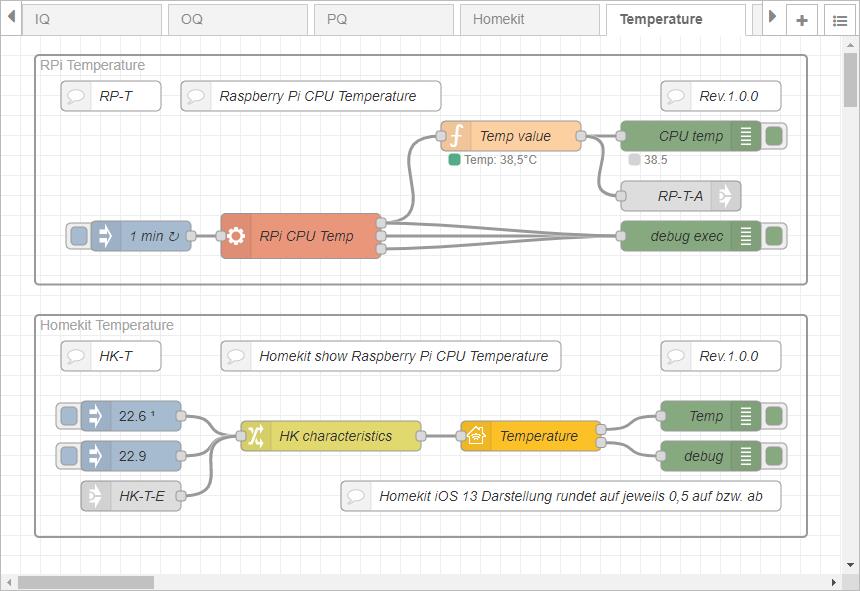 IQ
OQ
PQ
Homekit
Temperature
RPi Temperature
RP-T
Raspberry Pi CPU Temperature
Rev.1.0.0
Temp value
CPU temp
Temp: 38,5°C
38.5
RP-T-A
1 min ↻
RPi CPU Temp
debug exec
Homekit Temperature
HK-T
Homekit show Raspberry Pi CPU Temperature
Rev.1.0.0
22.6 ¹
Temp
HK characteristics
Temperature
22.9
debug
HK-T-E
Homekit iOS 13 Darstellung rundet auf jeweils 0,5 auf bzw. ab